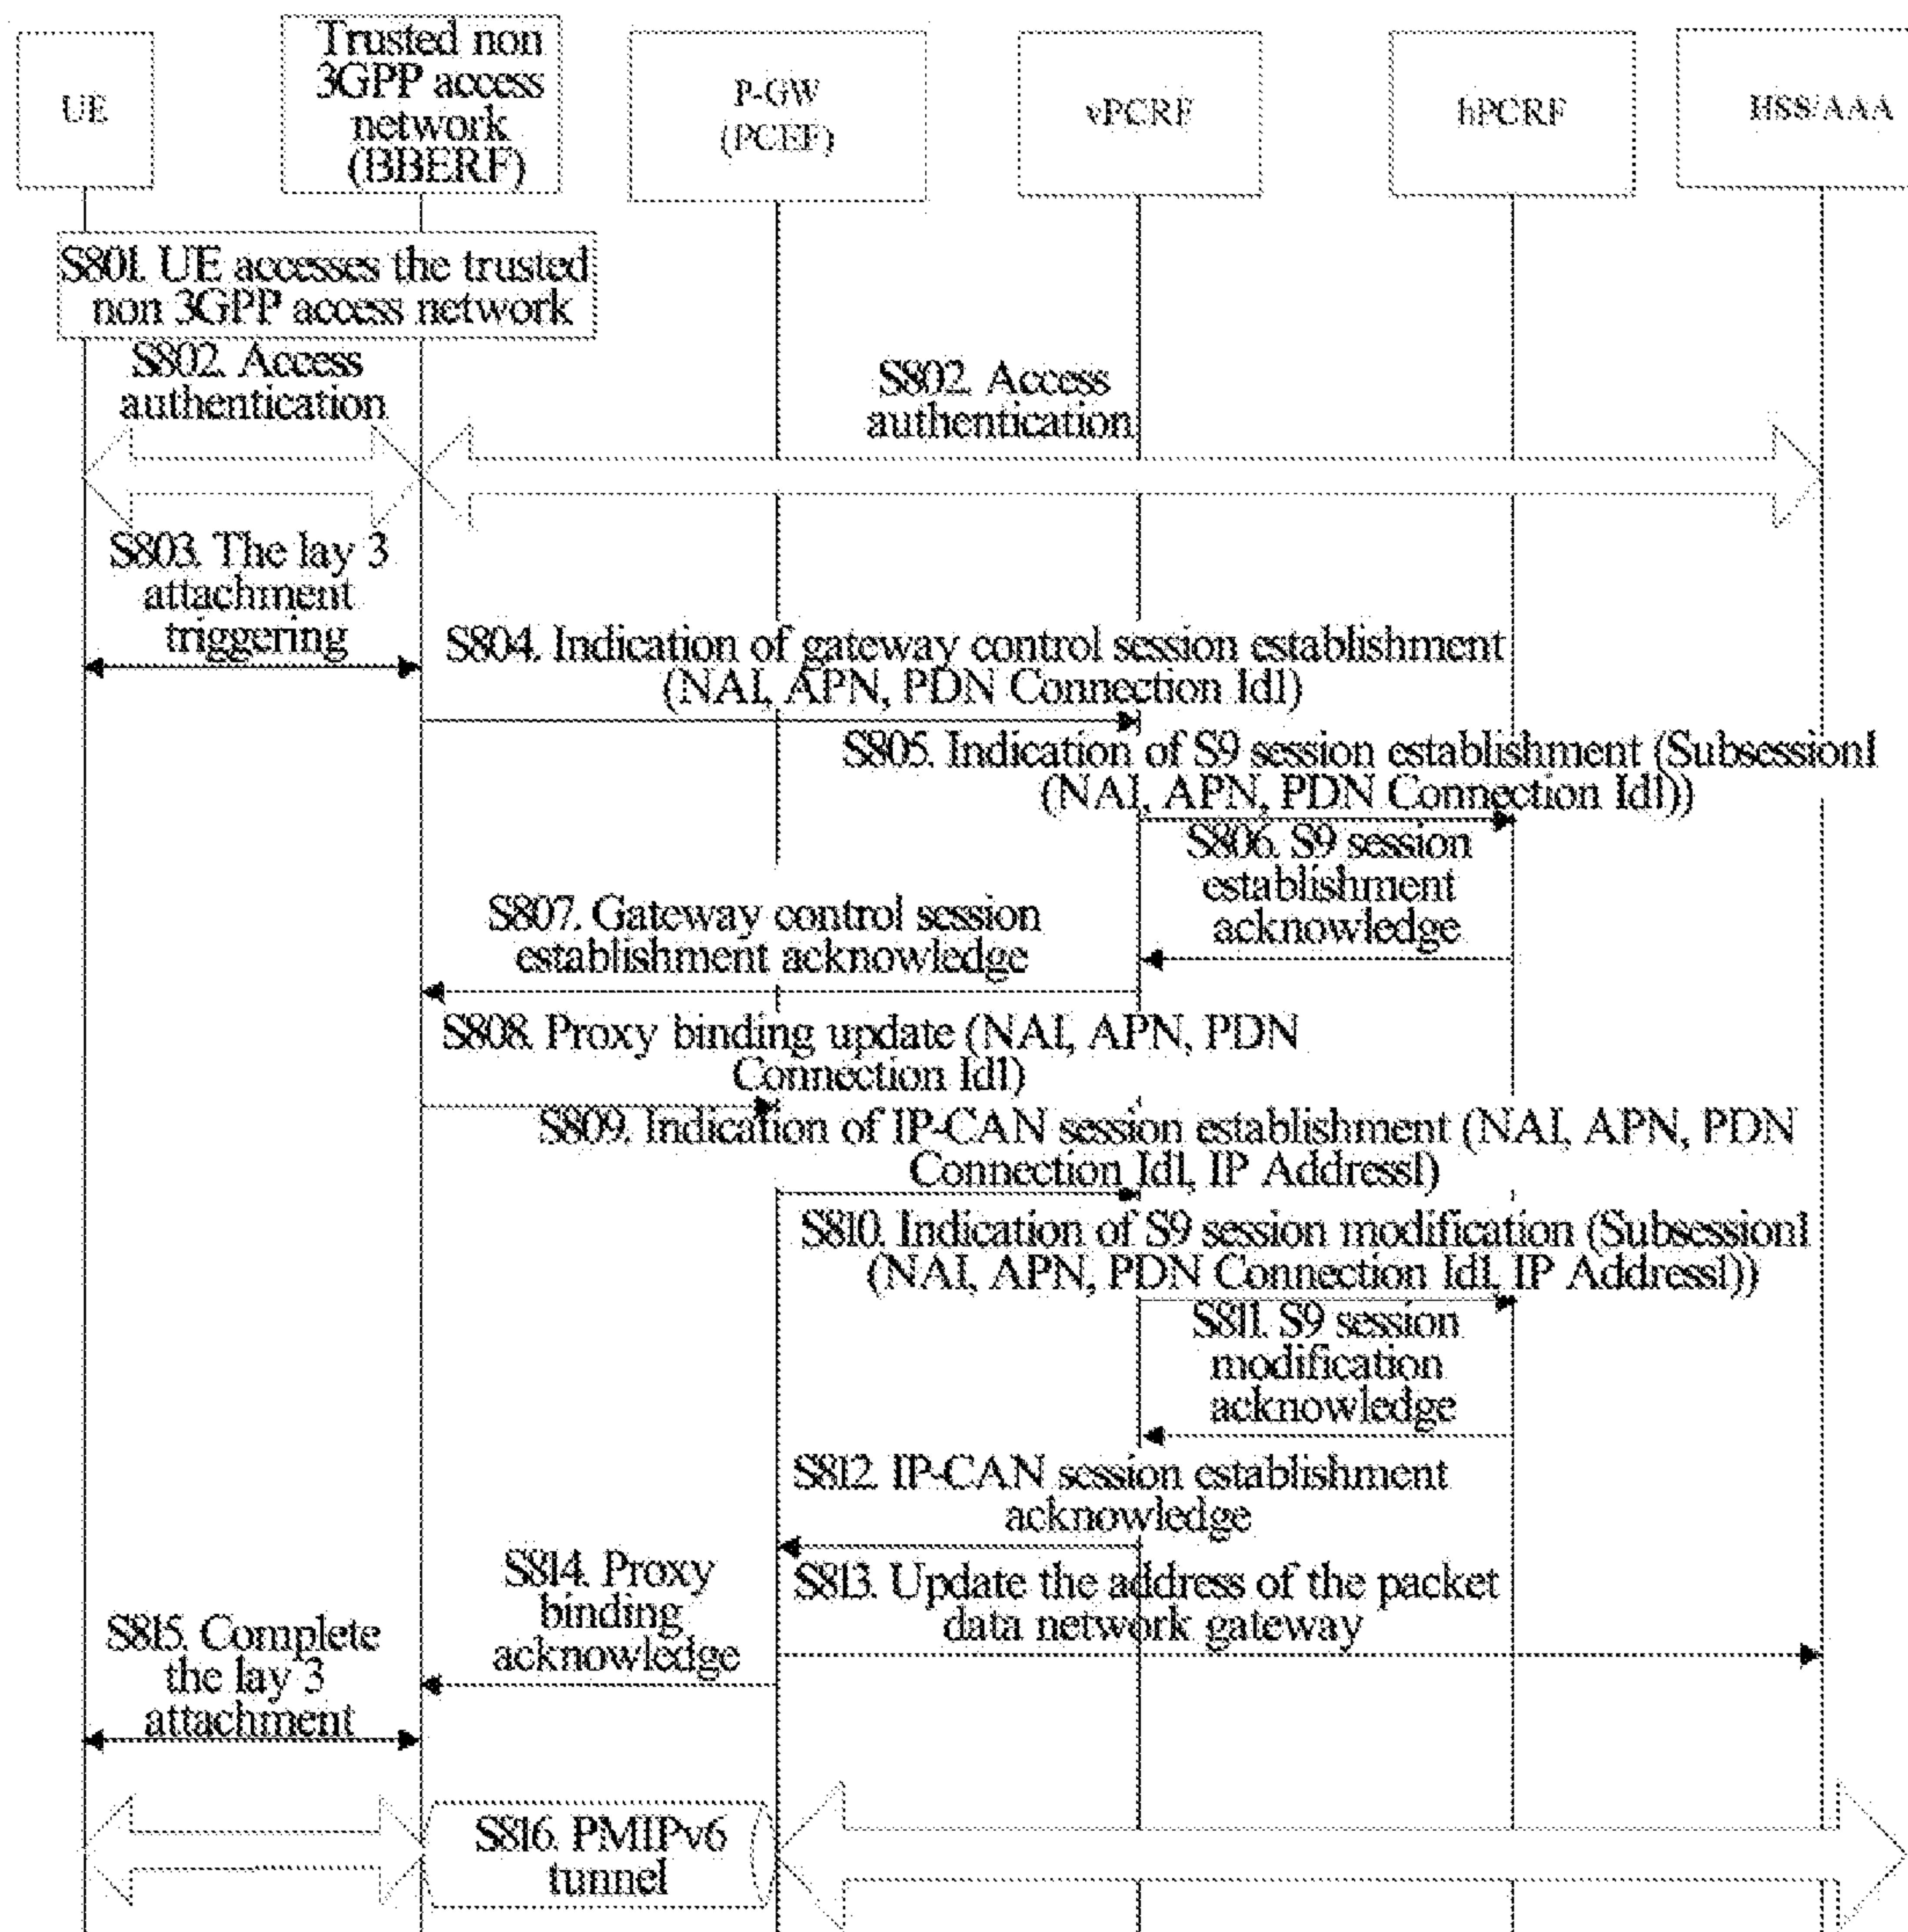 UE
Trusted non
3GPP access
network
(BBERF)
P-GW
(PCEF)
vPCRF
hPCRF
HSS/AAA
S801. UE accesses the trusted
non 3GPP access network
S802. Access
authentication
S802. Access
authentication
S803. The lay 3
attachment
triggering
S804. Indication of gateway control session establishment
(NAI, APN, PDN Connection Id1)
S805. Indication of S9 session establishment (Subsession1
(NAI, APN, PDN Connection Id1))
S806. S9 session
establishment
acknowledge
S807. Gateway control session
establishment acknowledge
S808. Proxy binding update (NAI, APN, PDN
Connection Id1)
S809. Indication of IP-CAN session establishment (NAI, APN, PDN
Connection Id1, IP Address1)
S810. Indication of S9 session modification (Subsession1
(NAI, APN, PDN Connection Id1, IP Address1))
S811. S9 session
modification
acknowledge
S812. IP-CAN session establishment
acknowledge
S814. Proxy
binding
acknowledge
S813. Update the address of the packet
data network gateway
S815. Complete
the lay 3
attachment
S816. PMIPv6
tunnel